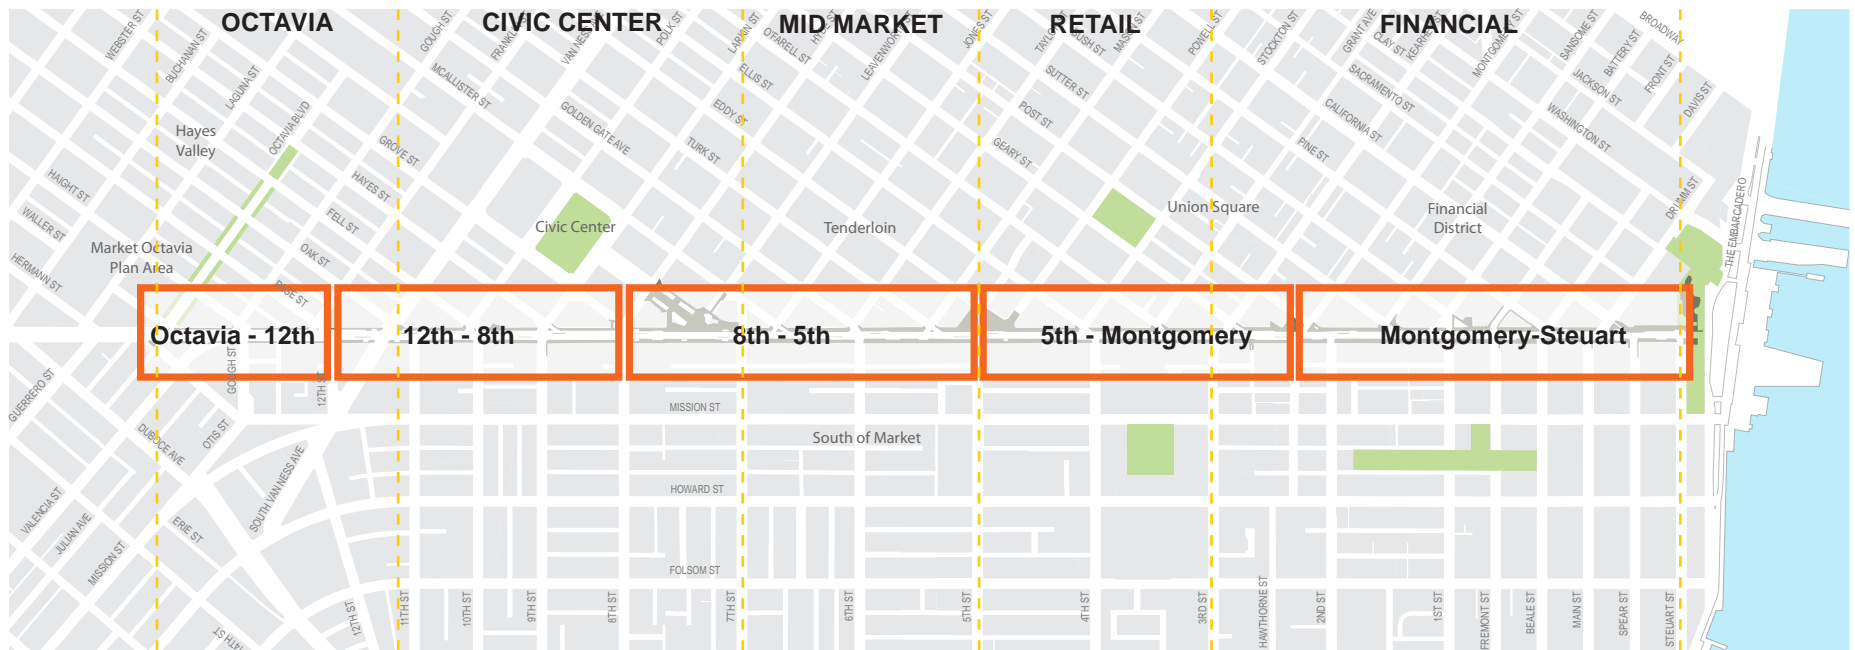 OCTAVIA
CIVIC CENTER
MID MARKET
RETAIL
FINANCIAL
WEBSTER ST
BUCHANAN ST
LAGUNA ST
OCTAVIA BLVD
GOUGH ST
VAN NESS AVE
POLK ST
LARKIN ST
HYDE ST
LEAVENWORTH ST
JONES ST
MASON ST
POWELL ST
STOCKTON ST
GRANT AVE
KEARNY ST
MONTGOMERY ST
SANSOME ST
BATTERY ST
FRONT ST
DAVIS ST
DRUMM ST
BROADWAY
MCALLISTER ST
GOLDEN GATE AVE
GROVE ST
HAYES ST
FELL ST
OAK ST
PAGE ST
HAIGHT ST
WALLER ST
HERMANN ST
TURK ST
EDDY ST
ELLIS ST
O'FARELL ST
GEARY ST
POST ST
SUTTER ST
BUSH ST
PINE ST
CALIFORNIA ST
SACRAMENTO ST
CLAY ST
WASHINGTON ST
JACKSON ST
THE EMBARCADERO
Hayes
Valley
Market Octavia
Plan Area
Civic Center
Tenderloin
Union Square
Financial
District
Octavia - 12th
12th - 8th
8th - 5th
5th - Montgomery
Montgomery-Steuart
GUERRERO ST
GOUGH ST
12TH ST
MISSION ST
South of Market
DUBOCE AVE
OTIS ST
SOUTH VAN NESS AVE
VALENCIA ST
JULIAN AVE
MISSION ST
ERIE ST
14TH ST
HOWARD ST
FOLSOM ST
12TH ST
11TH ST
10TH ST
9TH ST
8TH ST
7TH ST
6TH ST
5TH ST
4TH ST
3RD ST
HAWTHORNE ST
2ND ST
1ST ST
FREMONT ST
BEALE ST
MAIN ST
SPEAR ST
STEUART ST